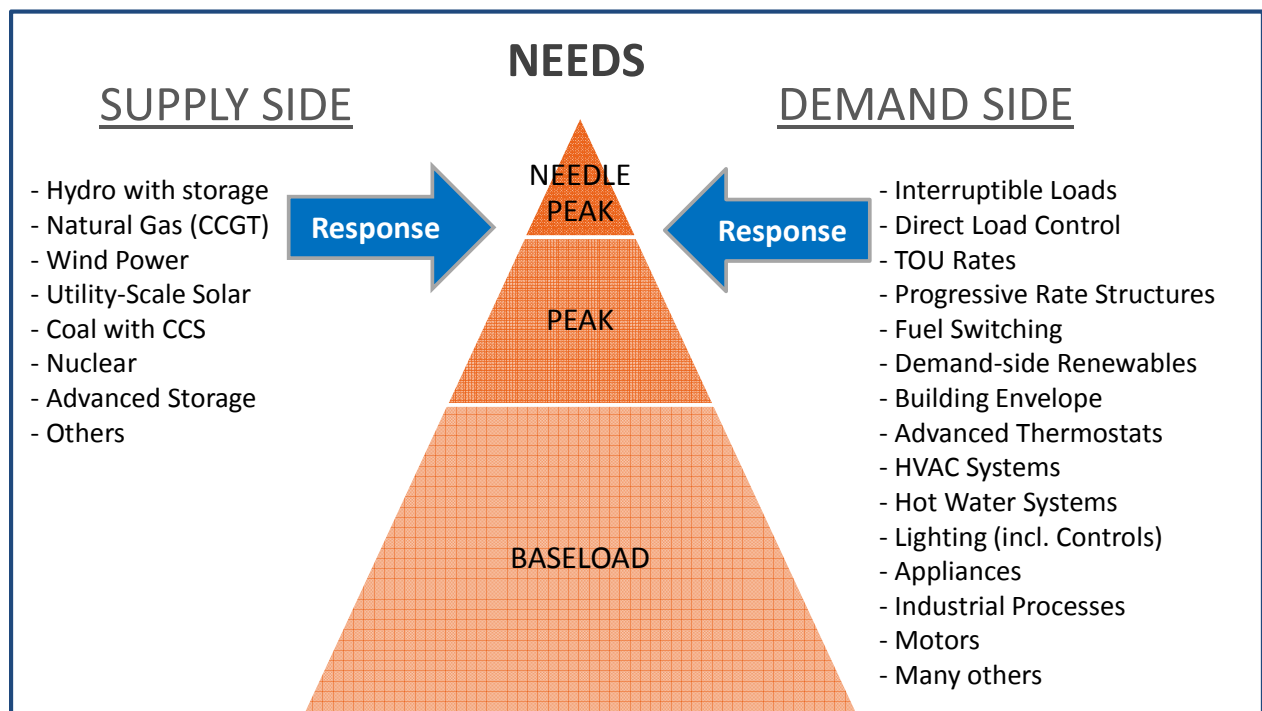 NEEDS
SUPPLY SIDE
- Hydro with storage
- Natural Gas (CCGT)
- Wind Power
- Utility-Scale Solar
- Coal with CCS
- Nuclear
- Advanced Storage
- Others
Response
NEEDLE
PEAK
PEAK
BASELOAD
Response
DEMAND SIDE
- Interruptible Loads
- Direct Load Control
- TOU Rates
- Progressive Rate Structures
- Fuel Switching
- Demand-side Renewables
- Building Envelope
- Advanced Thermostats
- HVAC Systems
- Hot Water Systems
- Lighting (incl. Controls)
- Appliances
- Industrial Processes
- Motors
- Many others